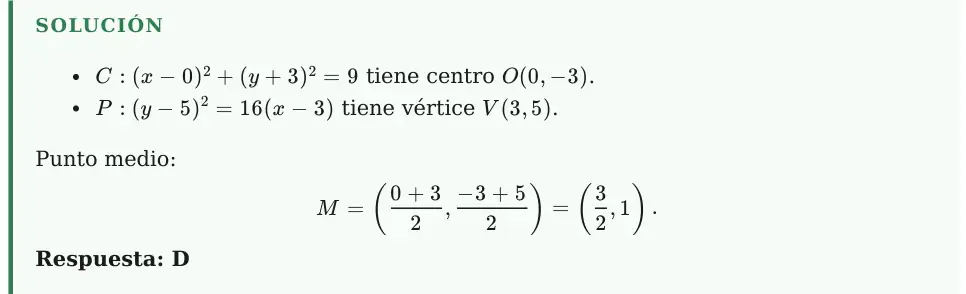 SOLUCIÓN
• C : (x − 0)² + (y + 3)² = 9 tiene centro O(0, −3).
• P : (y − 5)² = 16(x − 3) tiene vértice V(3, 5).
Punto medio:
M = ( (0 + 3)/2 , (−3 + 5)/2 ) = ( 3/2 , 1 ) .
Respuesta: D